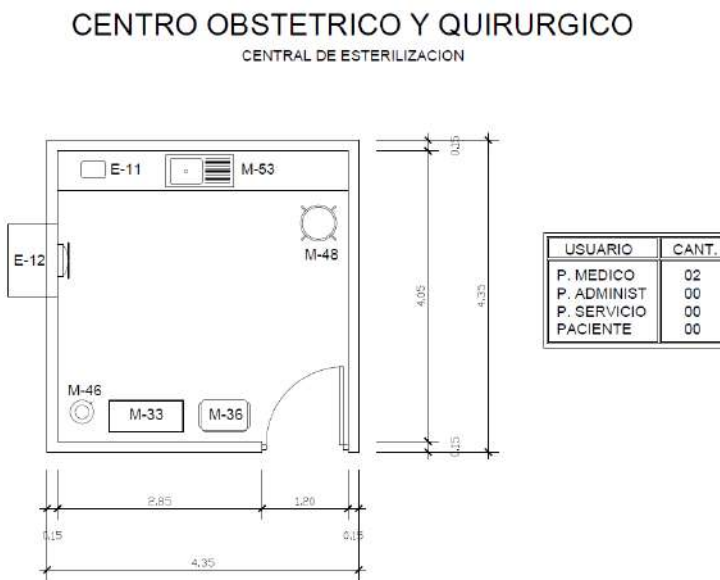 CENTRO OBSTETRICO Y QUIRURGICO
CENTRAL DE ESTERILIZACION
E-11
M-53
0.15
M-48
E-12
4.05
4.35
USUARIO CANT.
P. MEDICO 02
P. ADMINIST 00
P. SERVICIO 00
PACIENTE 00
M-46
M-33
M-36
0.15
2.85
1.20
0.15
0.15
4.35